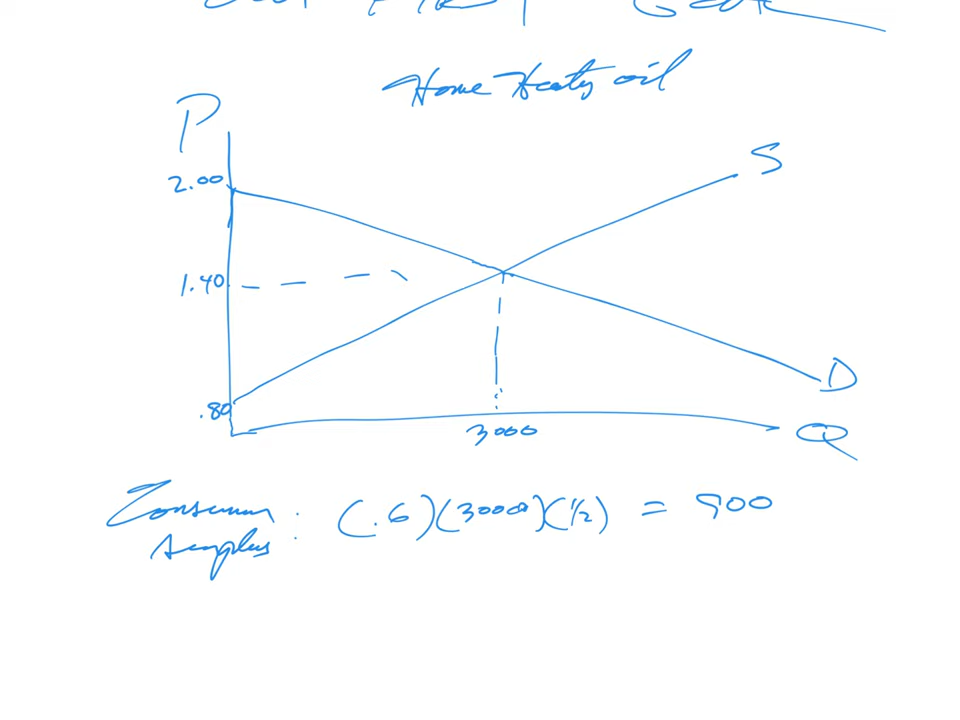 Home Heating oil
P
S
2.00
1.40
D
.80
3000
Q
Consumer
surplus : (.6)(3000)(1/2) = 900